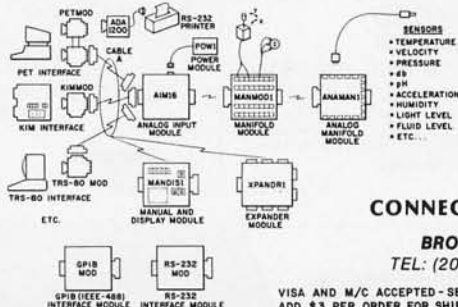 PETMOD
PET INTERFACE
ADA
1200
RS-232
PRINTER
CABLE
A
POW1
POWER
MODULE
KIMMOD
KIM INTERFACE
AIM16
ANALOG INPUT
MODULE
MANMOD1
MANIFOLD
MODULE
ANAMAN1
ANALOG
MANIFOLD
MODULE
SENSORS
• TEMPERATURE
• VELOCITY
• PRESSURE
• db
• pH
• ACCELERATION
• HUMIDITY
• LIGHT LEVEL
• FLUID LEVEL
• ETC...
TRS-80 MOD
TRS-80 INTERFACE
ETC.
MANDIS1
MANUAL AND
DISPLAY MODULE
XPANDR1
EXPANDER
MODULE
GPIB
MOD
GPIB (IEEE-488)
INTERFACE MODULE
RS-232
MOD
RS-232
INTERFACE MODULE
CONNEC
BRO
TEL: (20
VISA AND M/C ACCEPTED - SE
ADD $3 PER ORDER FOR SHI